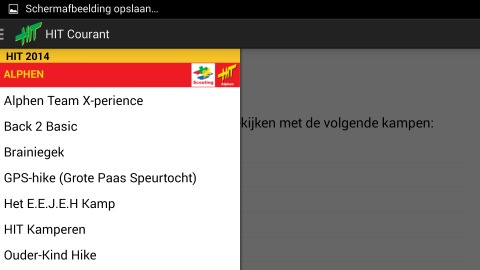 Schermafbeelding opslaan...
HIT Courant
HIT 2014
ALPHEN
Scouting
HIT
Alphen
Alphen Team X-perience
Back 2 Basic
kijken met de volgende kampen:
Brainiegek
GPS-hike (Grote Paas Speurtocht)
Het E.E.J.E.H Kamp
HIT Kamperen
Ouder-Kind Hike